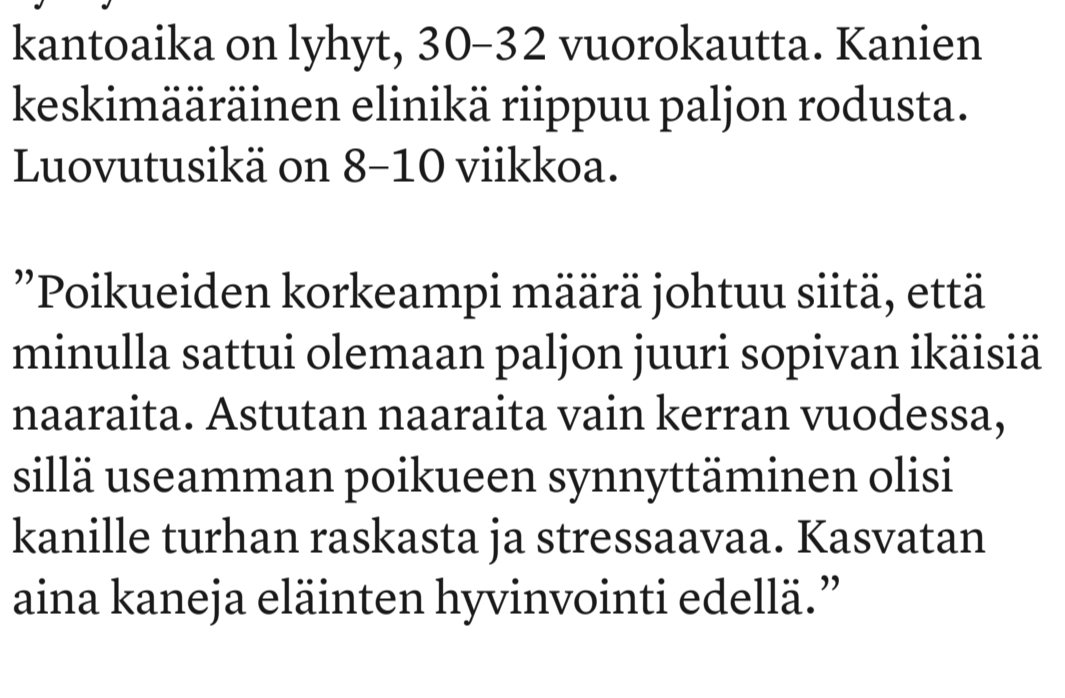 kantoaika on lyhyt, 30–32 vuorokautta. Kanien
keskimääräinen elinikä riippuu paljon rodusta.
Luovutusikä on 8–10 viikkoa.
”Poikueiden korkeampi määrä johtuu siitä, että
minulla sattui olemaan paljon juuri sopivan ikäisiä
naaraita. Astutan naaraita vain kerran vuodessa,
sillä useamman poikueen synnyttäminen olisi
kanille turhan raskasta ja stressaavaa. Kasvatan
aina kaneja eläinten hyvinvointi edellä.”